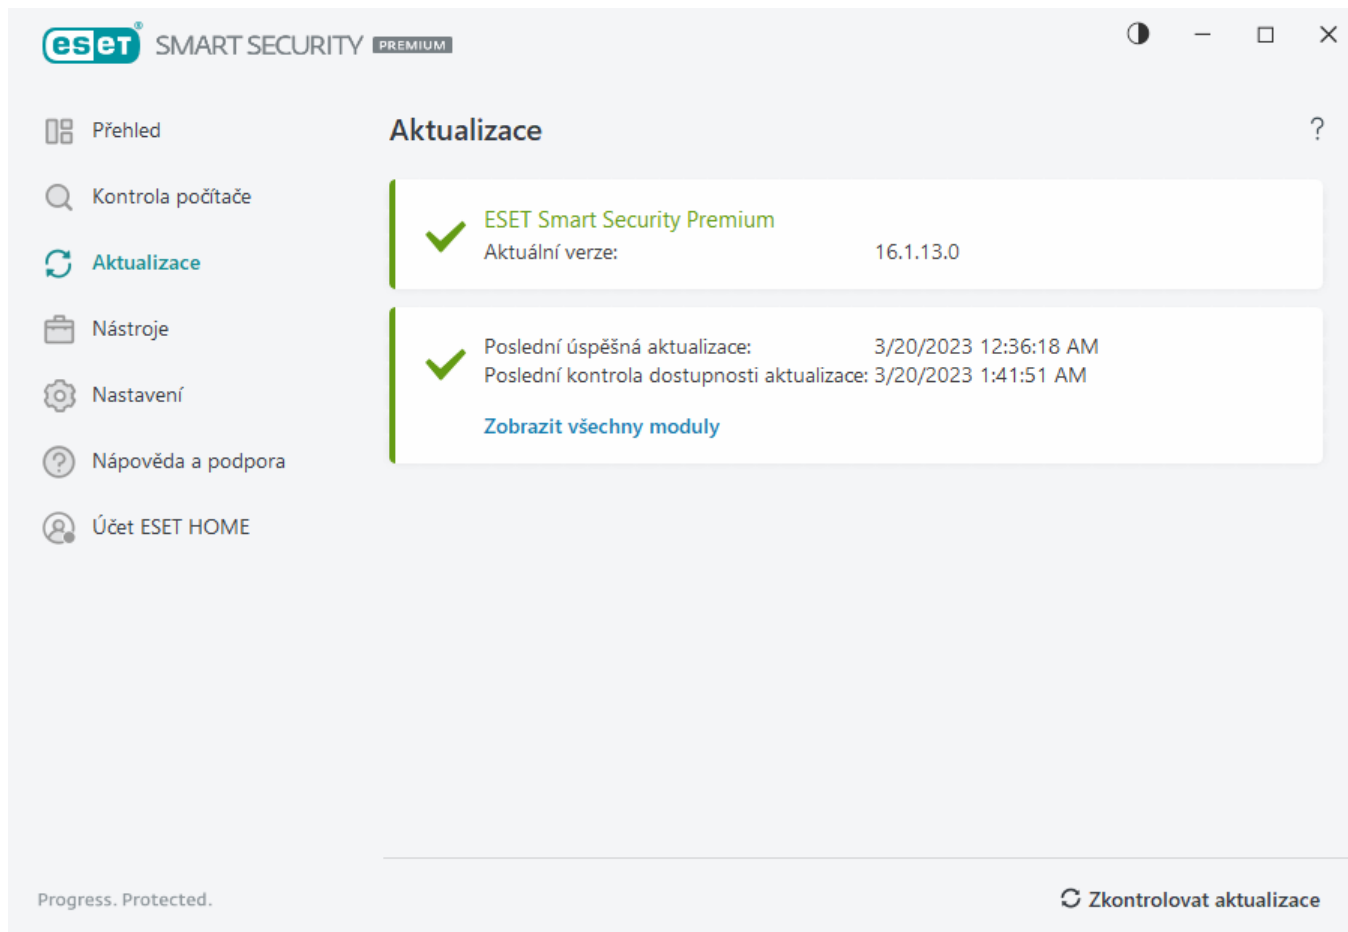 eset® SMART SECURITY PREMIUM
Přehled
Kontrola počítače
Aktualizace
Nástroje
Nastavení
Nápověda a podpora
Účet ESET HOME
Aktualizace
?
ESET Smart Security Premium
Aktuální verze: 16.1.13.0
Poslední úspěšná aktualizace: 3/20/2023 12:36:18 AM
Poslední kontrola dostupnosti aktualizace: 3/20/2023 1:41:51 AM
Zobrazit všechny moduly
Progress. Protected.
Zkontrolovat aktualizace